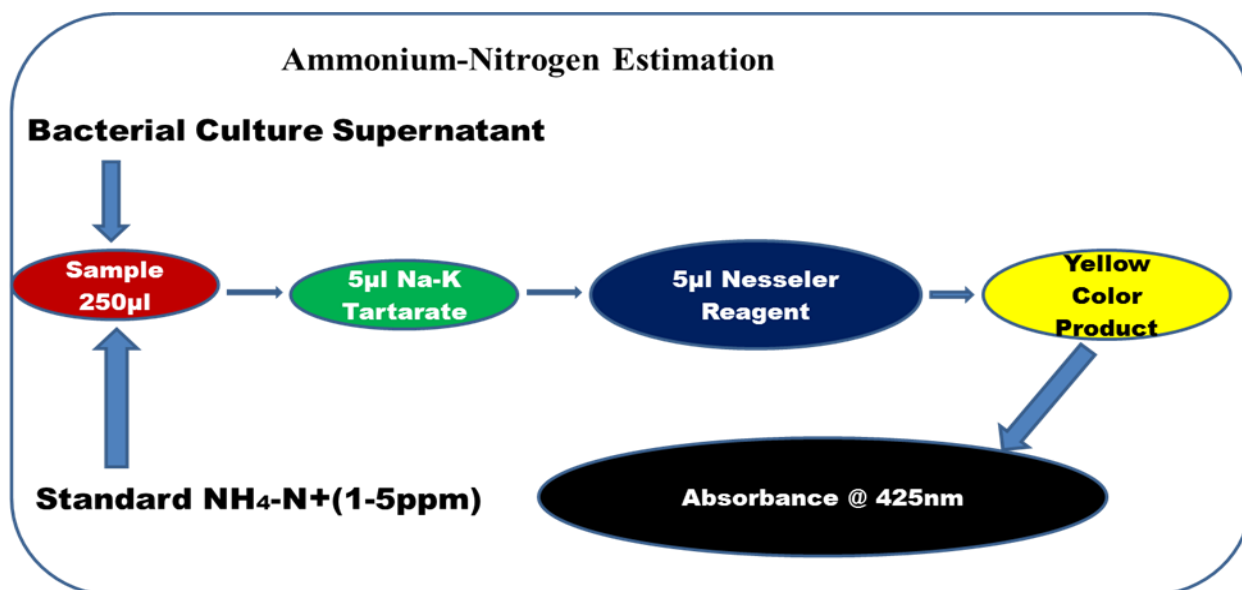 Ammonium-Nitrogen Estimation
Bacterial Culture Supernatant
Sample
250µl
5µl Na-K
Tartarate
5µl Nesseler
Reagent
Yellow
Color
Product
Standard NH₄-N+(1-5ppm)
Absorbance @ 425nm